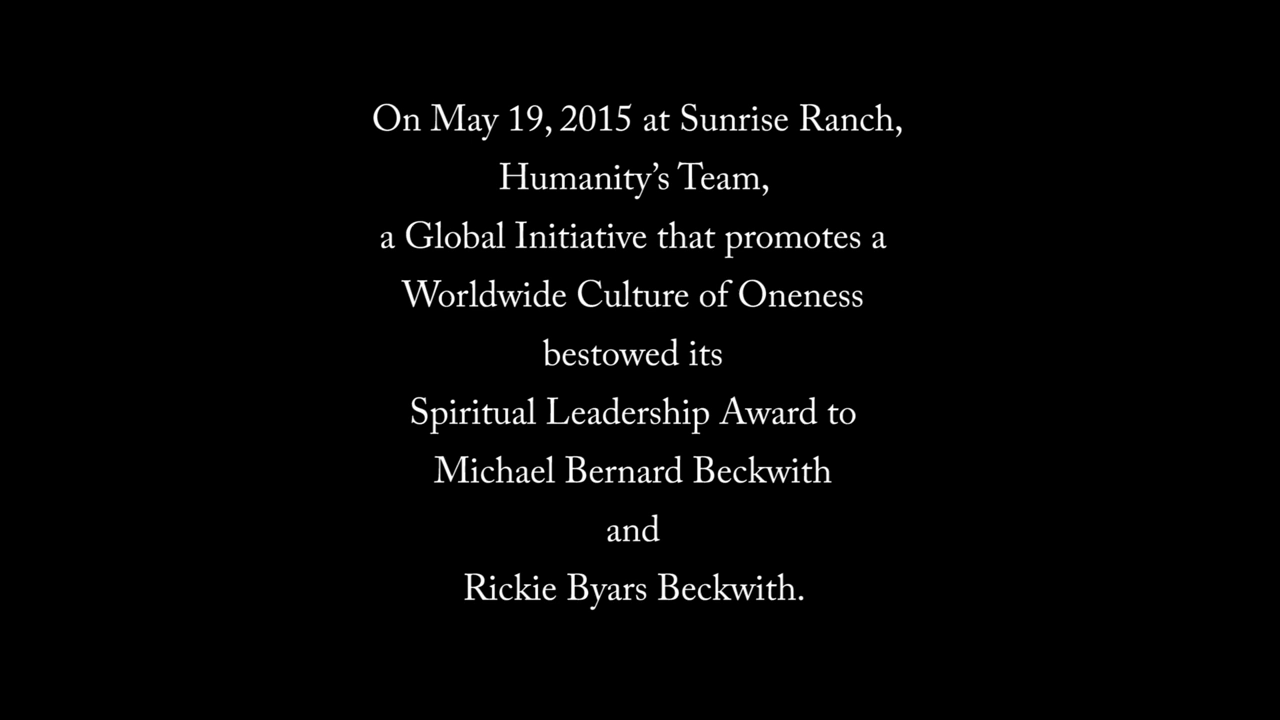 On May 19, 2015 at Sunrise Ranch,
Humanity’s Team,
a Global Initiative that promotes a
Worldwide Culture of Oneness
bestowed its
Spiritual Leadership Award to
Michael Bernard Beckwith
and
Rickie Byars Beckwith.